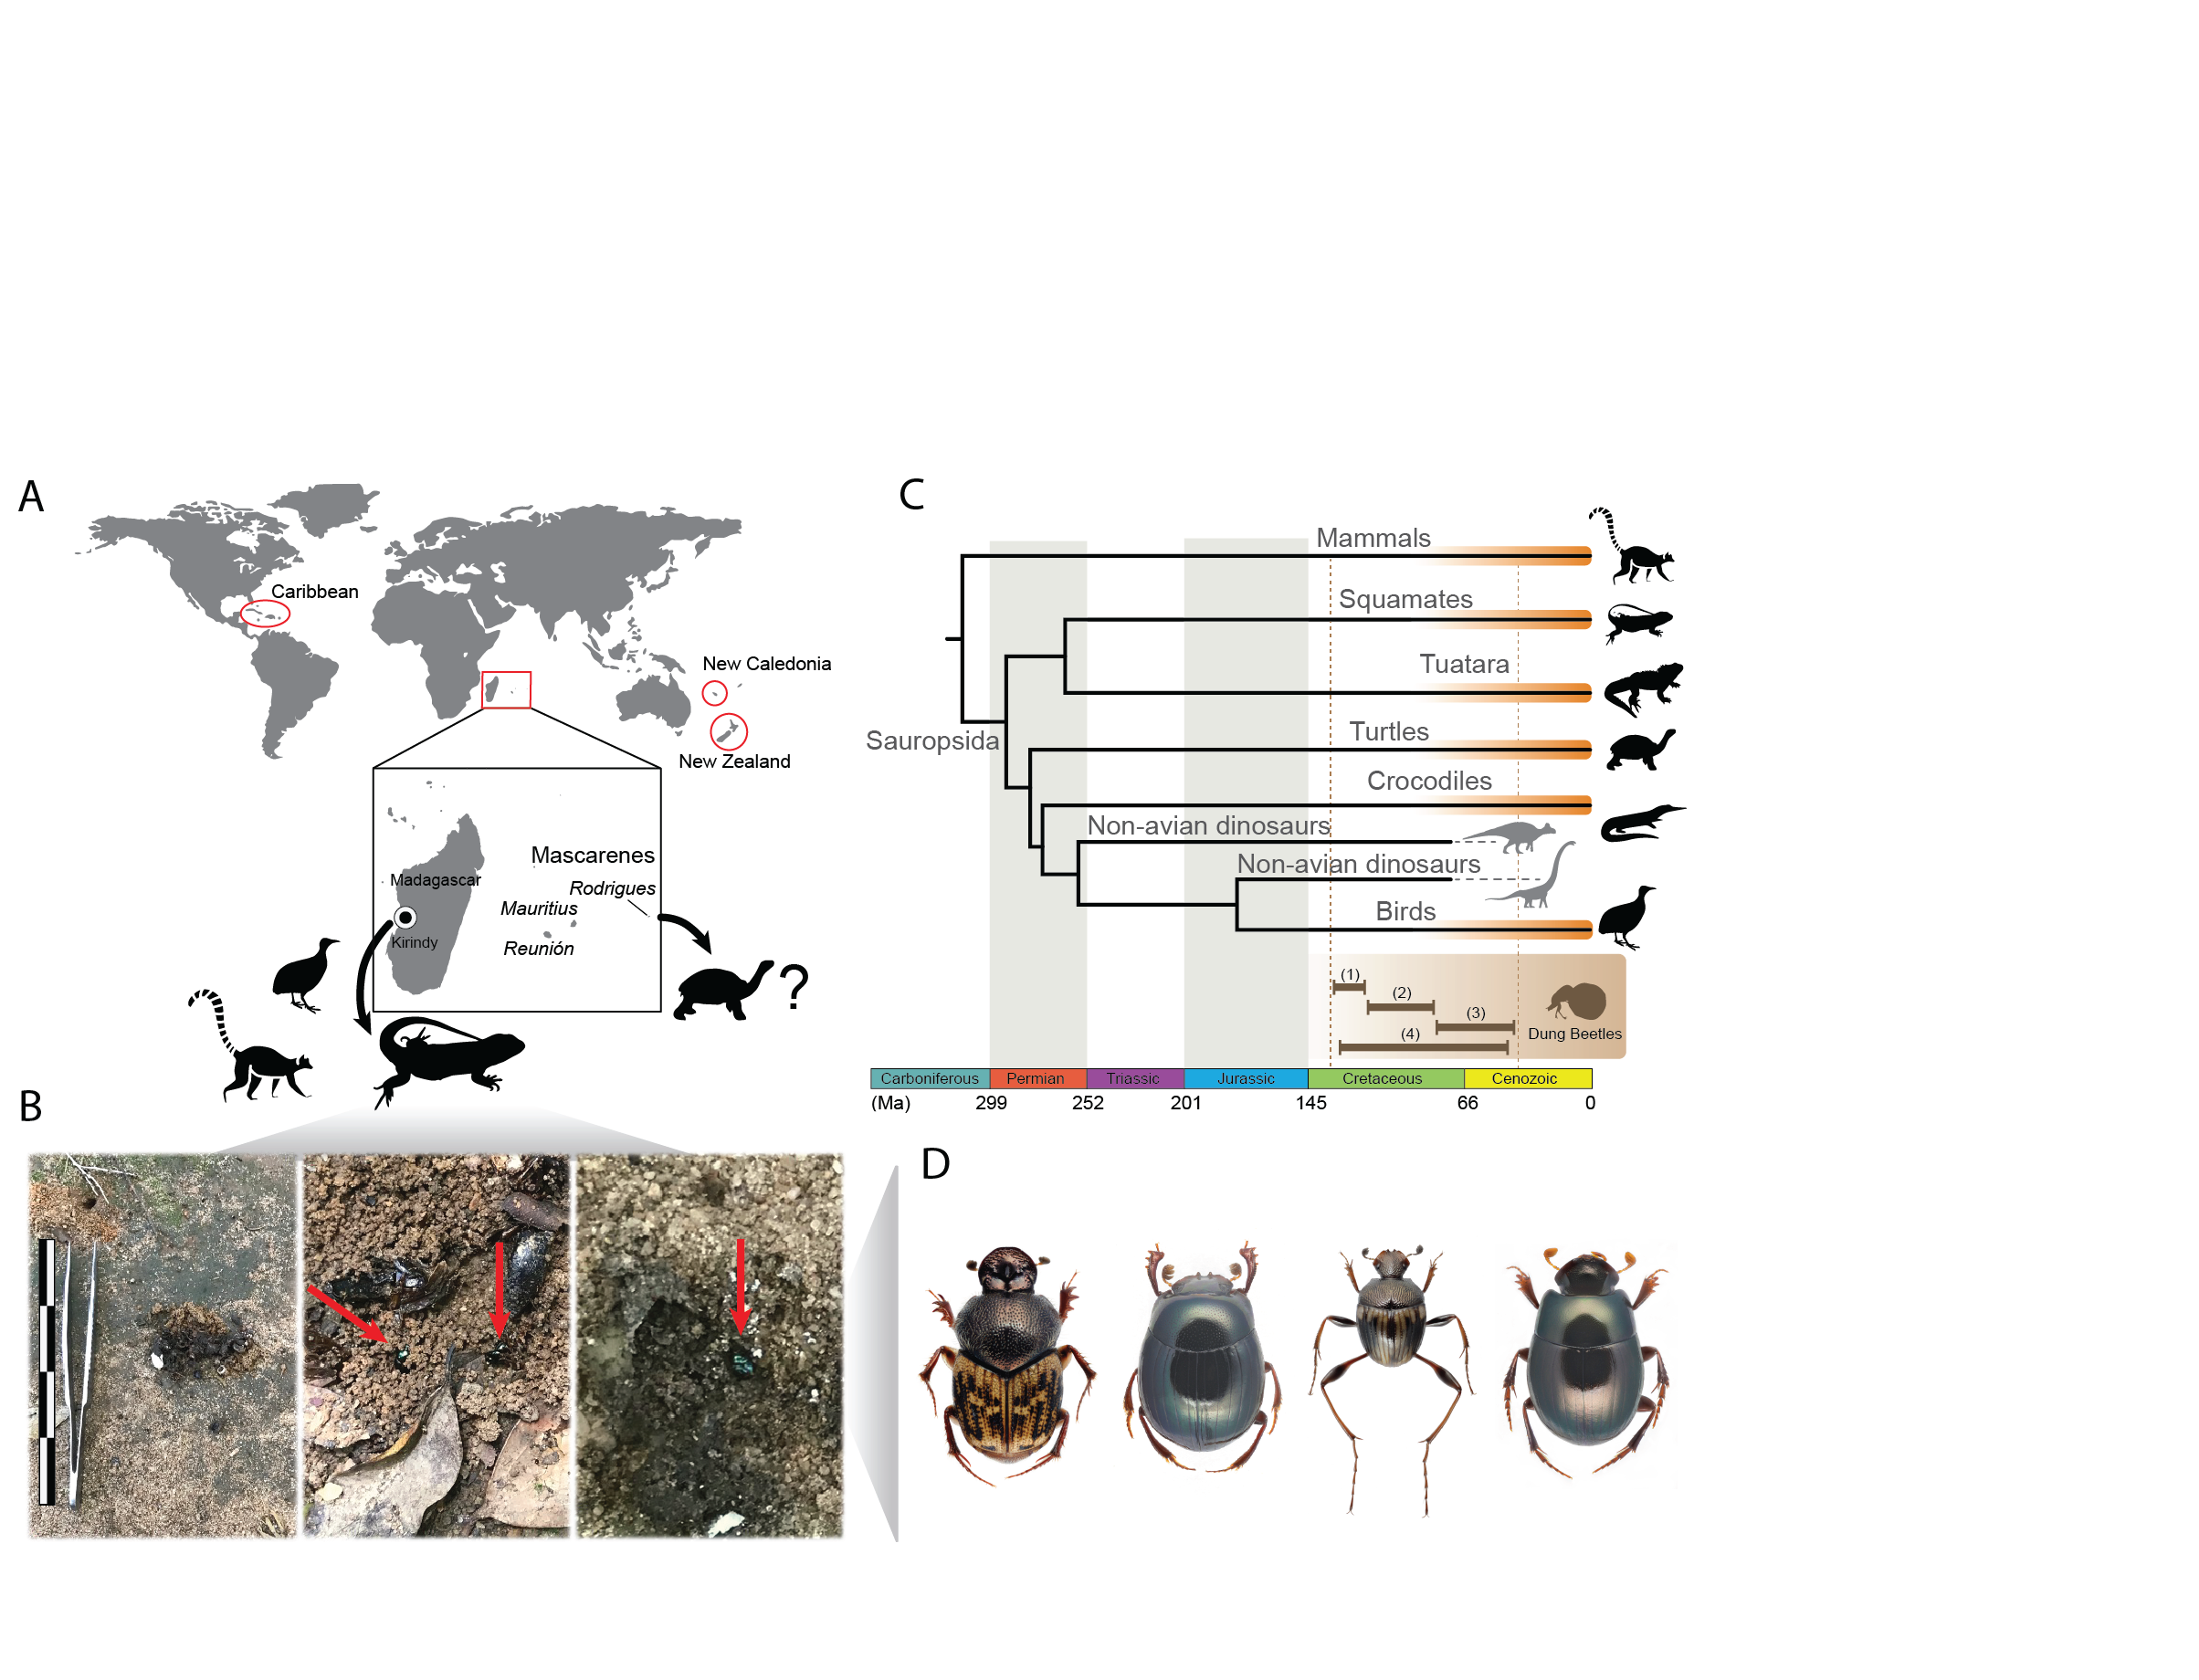 A
Caribbean
New Caledonia
New Zealand
Mascarenes
Madagascar
Rodrigues
Mauritius
Kirindy
Reunión
?
B
C
Mammals
Squamates
Tuatara
Sauropsida
Turtles
Crocodiles
Non-avian dinosaurs
Non-avian dinosaurs
Birds
(1)
(2)
(3)
(4)
Dung Beetles
Carboniferous Permian Triassic Jurassic Cretaceous Cenozoic
(Ma) 299 252 201 145 66 0
D